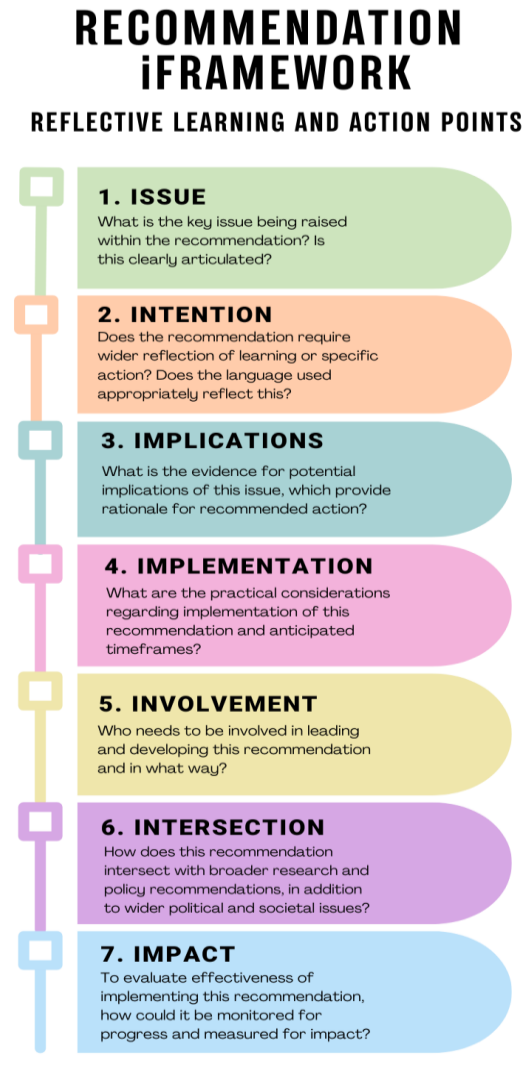 RECOMMENDATION
iFRAMEWORK
REFLECTIVE LEARNING AND ACTION POINTS
1. ISSUE
What is the key issue being raised
within the recommendation? Is
this clearly articulated?
2. INTENTION
Does the recommendation require
wider reflection of learning or specific
action? Does the language used
appropriately reflect this?
3. IMPLICATIONS
What is the evidence for potential
implications of this issue, which provide
rationale for recommended action?
4. IMPLEMENTATION
What are the practical considerations
regarding implementation of this
recommendation and anticipated
timeframes?
5. INVOLVEMENT
Who needs to be involved in leading
and developing this recommendation
and in what way?
6. INTERSECTION
How does this recommendation
intersect with broader research and
policy recommendations, in addition
to wider political and societal issues?
7. IMPACT
To evaluate effectiveness of
implementing this recommendation,
how could it be monitored for
progress and measured for impact?